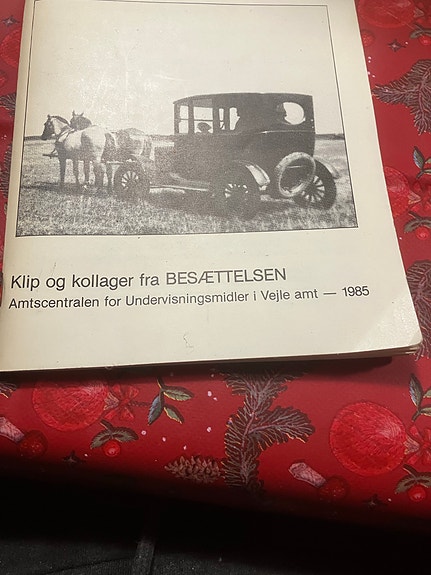 Klip og kollager fra BESÆTTELSEN
Amtscentralen for Undervisningsmidler i Vejle amt — 1985